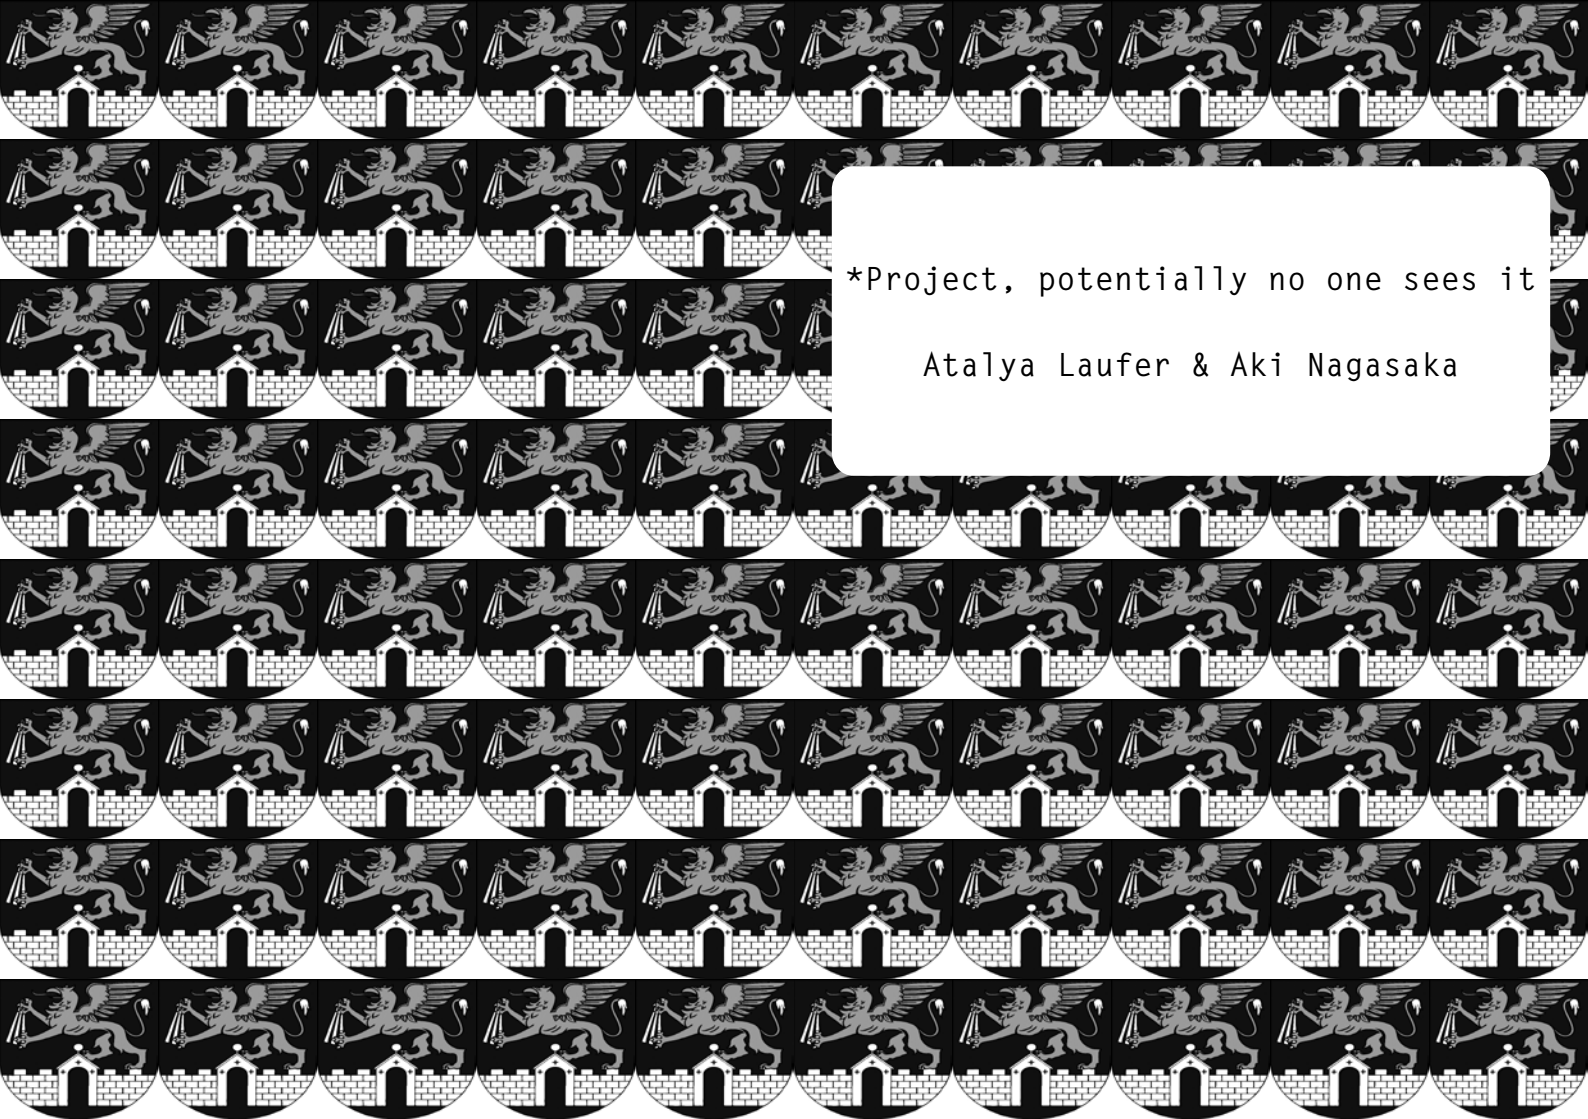 *Project, potentially no one sees it
Atalya Laufer & Aki Nagasaka